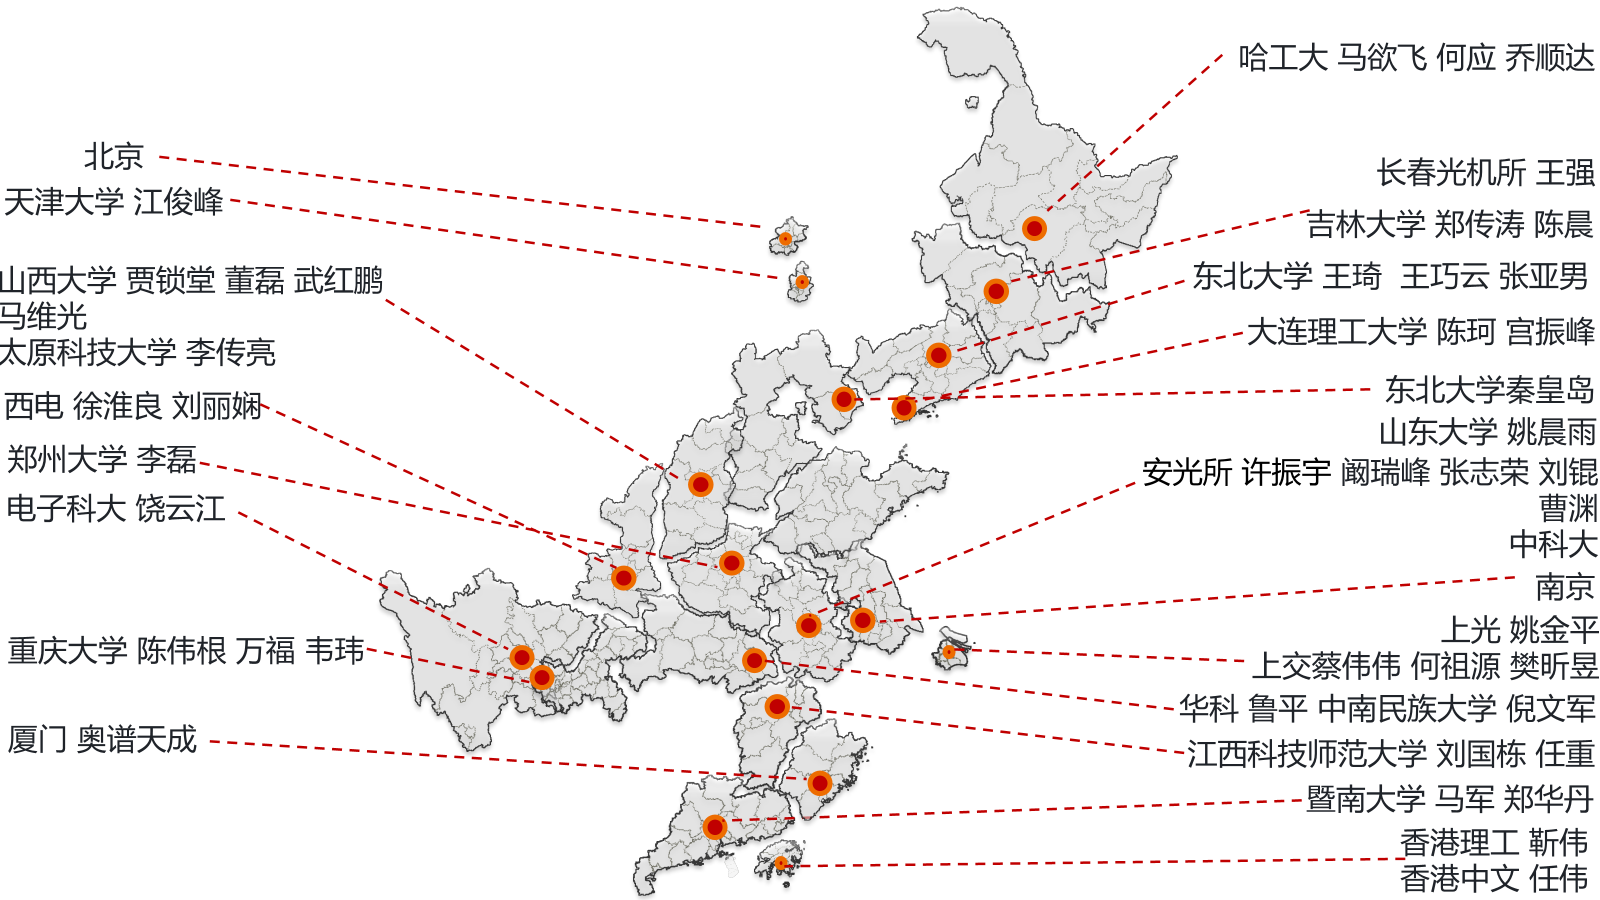 北京
天津大学 江俊峰
山西大学 贾锁堂 董磊 武红鹏
马维光
太原科技大学 李传亮
西电 徐淮良 刘丽娴
郑州大学 李磊
电子科大 饶云江
重庆大学 陈伟根 万福 韦玮
厦门 奥谱天成
哈工大 马欲飞 何应 乔顺达
长春光机所 王强
吉林大学 郑传涛 陈晨
东北大学 王琦 王巧云 张亚男
大连理工大学 陈珂 宫振峰
东北大学秦皇岛
山东大学 姚晨雨
安光所 许振宇 阚瑞峰 张志荣 刘锟
曹渊
中科大
南京
上光 姚金平
上交蔡伟伟 何祖源 樊昕昱
华科 鲁平 中南民族大学 倪文军
江西科技师范大学 刘国栋 任重
暨南大学 马军 郑华丹
香港理工 靳伟
香港中文 任伟